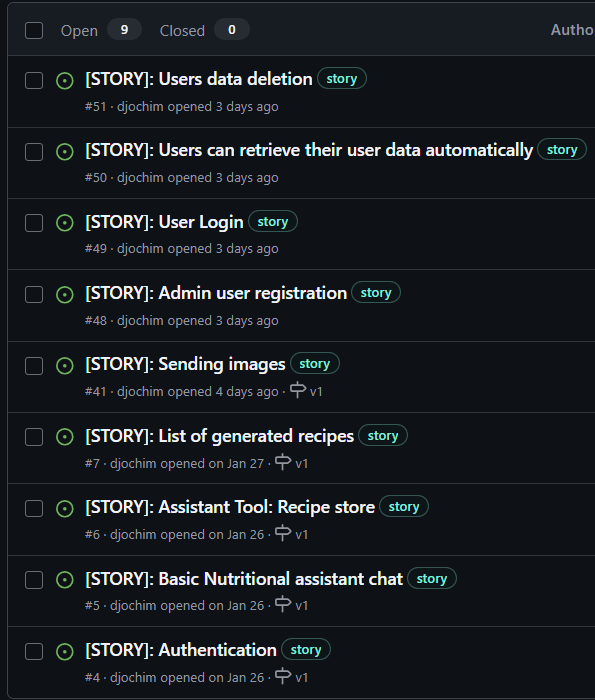 Open 9 Closed 0 Autho
[STORY]: Users data deletion story
#51 · djochim opened 3 days ago
[STORY]: Users can retrieve their user data automatically story
#50 · djochim opened 3 days ago
[STORY]: User Login story
#49 · djochim opened 3 days ago
[STORY]: Admin user registration story
#48 · djochim opened 3 days ago
[STORY]: Sending images story
#41 · djochim opened 4 days ago · v1
[STORY]: List of generated recipes story
#7 · djochim opened on Jan 27 · v1
[STORY]: Assistant Tool: Recipe store story
#6 · djochim opened on Jan 26 · v1
[STORY]: Basic Nutritional assistant chat story
#5 · djochim opened on Jan 26 · v1
[STORY]: Authentication story
#4 · djochim opened on Jan 26 · v1